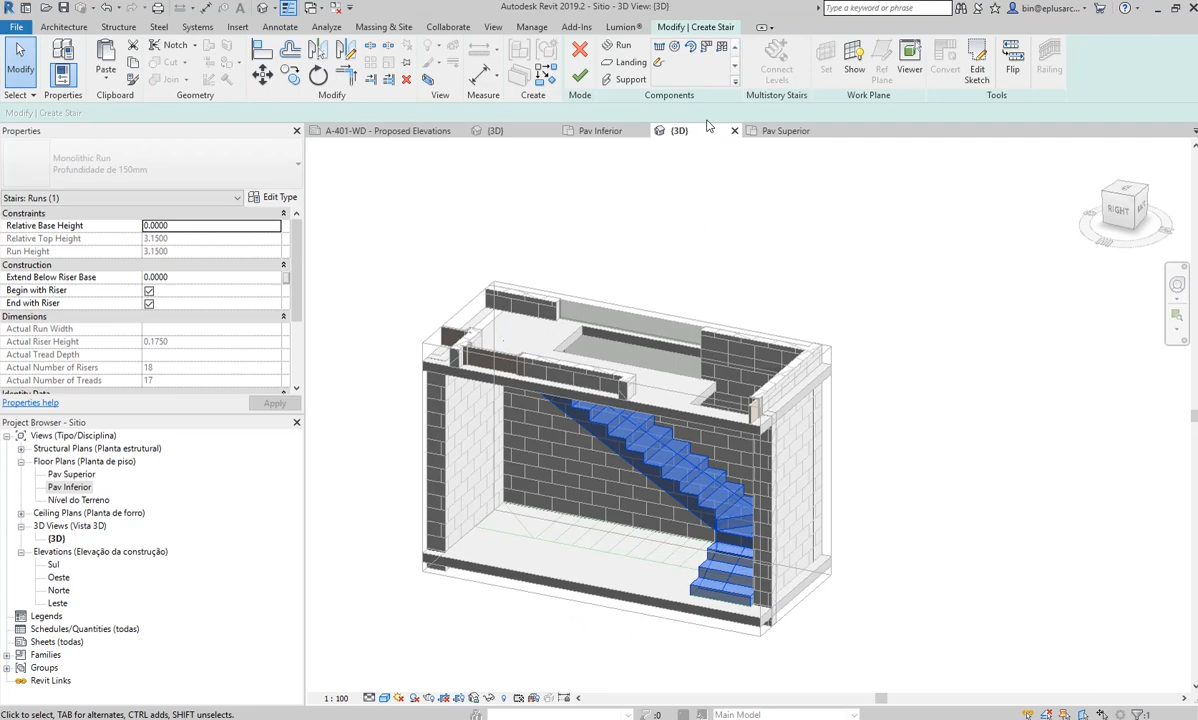 Autodesk Revit 2019.2 - Sitio - 3D View: {3D}
Type a keyword or phrase
bin@eplusarc...
File Architecture Structure Steel Systems Insert Annotate Analyze Massing & Site Collaborate View Manage Add-Ins Lumion® Modify | Create Stair
Modify
Properties
Paste
Notch
Cut
Join
Run
Landing
Support
Connect Levels
Set
Show
Ref Plane
Viewer
Convert
Edit Sketch
Flip
Railing
Select Properties Clipboard Geometry Modify View Measure Create Mode Components Multistory Stairs Work Plane Tools
Modify | Create Stair
Properties
A-401-WD - Proposed Elevations {3D} Pav Inferior {3D} Pav Superior
Monolithic Run
Profundidade de 150mm
Stairs: Runs (1)
Edit Type
Constraints
Relative Base Height 0.0000
Relative Top Height 3.1500
Run Height 3.1500
Construction
Extend Below Riser Base 0.0000
Begin with Riser
End with Riser
Dimensions
Actual Run Width
Actual Riser Height 0.1750
Actual Tread Depth
Actual Number of Risers 18
Actual Number of Treads 17
Identity Data
Properties help Apply
Project Browser - Sitio
Views (Tipo/Disciplina)
Structural Plans (Planta estrutural)
Floor Plans (Planta de piso)
Pav Superior
Pav Inferior
Nível do Terreno
Ceiling Plans (Planta de forro)
3D Views (Vista 3D)
{3D}
Elevations (Elevação da construção)
Sul
Oeste
Norte
Leste
Legends
Schedules/Quantities (todas)
Sheets (todas)
Families
Groups
Revit Links
RIGHT
1 : 100
Click to select, TAB for alternates, CTRL adds, SHIFT unselects.
:0
Main Model
:1